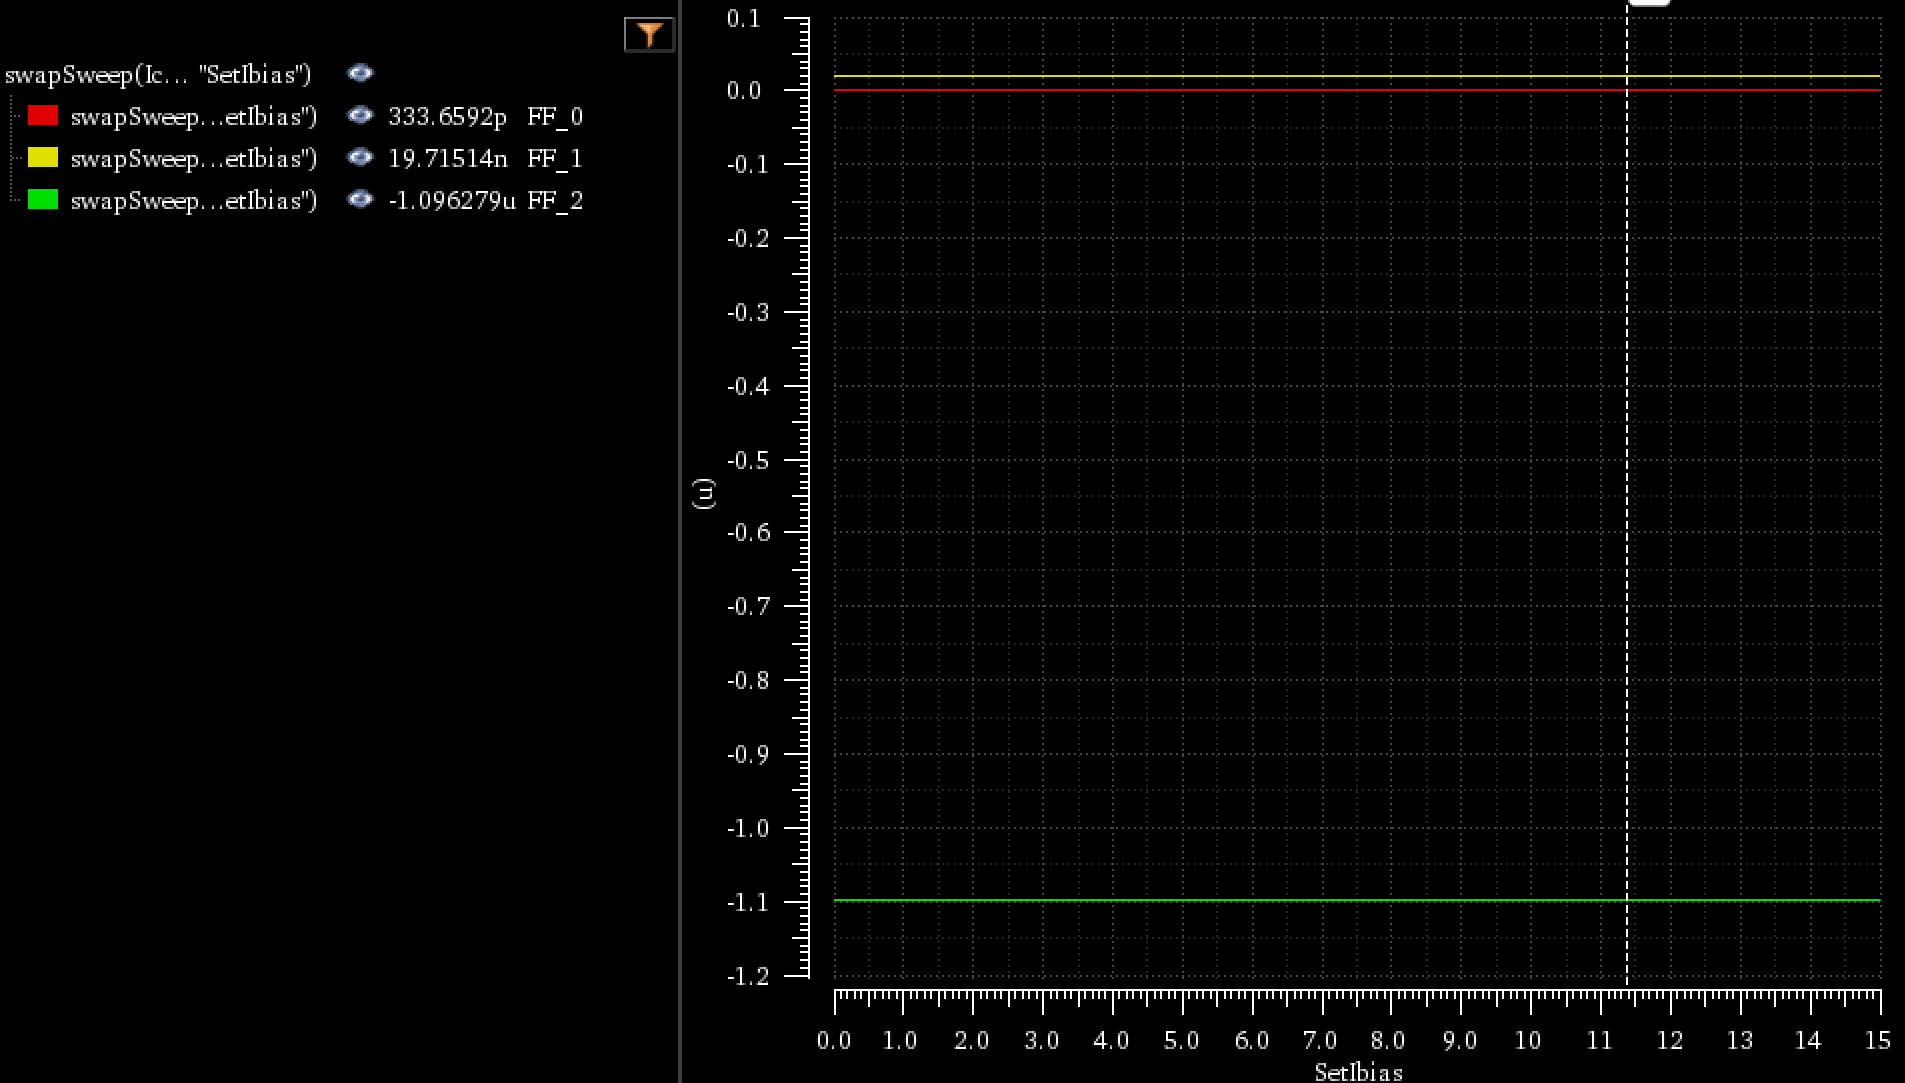 swapSweep(Ic... "SetIbias")
swapSweep...etIbias") 333.6592p FF_0
swapSweep...etIbias") 19.71514n FF_1
swapSweep...etIbias") -1.096279u FF_2
0.1
0.0
-0.1
-0.2
-0.3
-0.4
-0.5
-0.6
-0.7
-0.8
-0.9
-1.0
-1.1
-1.2
(u)
0.0 1.0 2.0 3.0 4.0 5.0 6.0 7.0 8.0 9.0 10 11 12 13 14 15
SetIbias